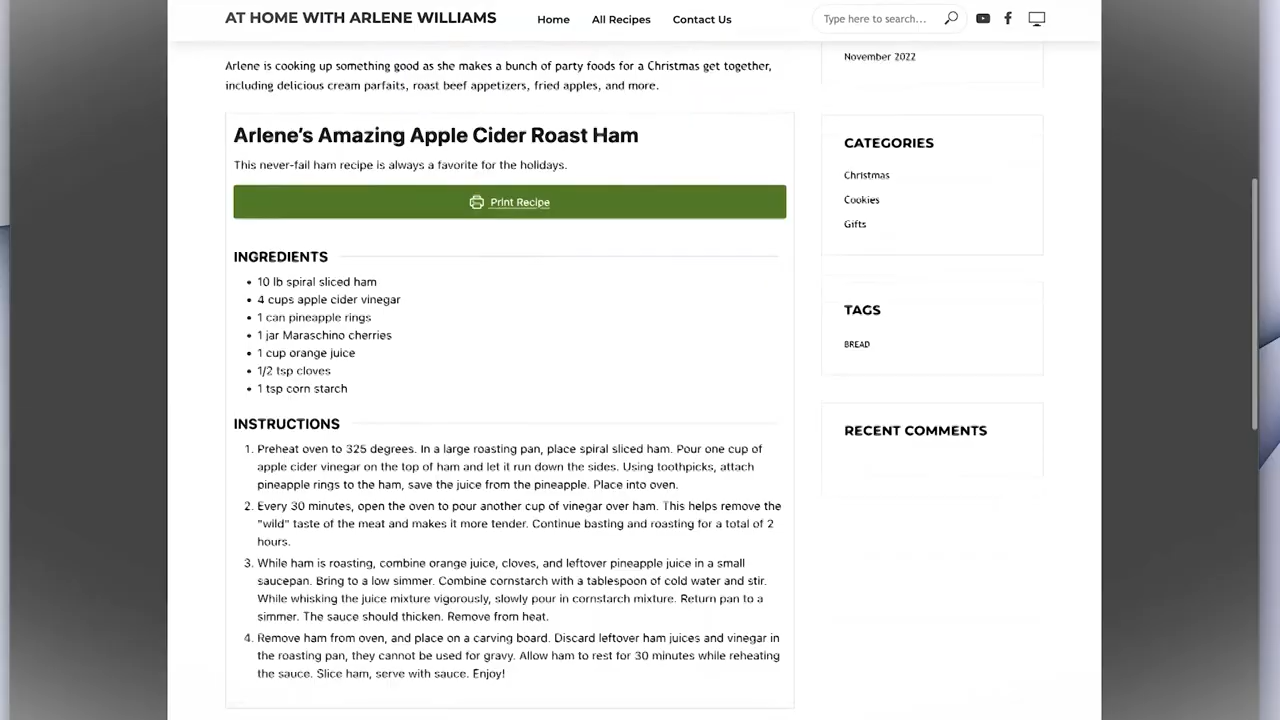 AT HOME WITH ARLENE WILLIAMS
Home
All Recipes
Contact Us
Type here to search...
Arlene is cooking up something good as she makes a bunch of party foods for a Christmas get together,
including delicious cream parfaits, roast beef appetizers, fried apples, and more.
Arlene's Amazing Apple Cider Roast Ham
This never-fail ham recipe is always a favorite for the holidays.
Print Recipe
INGREDIENTS
• 10 lb spiral sliced ham
• 4 cups apple cider vinegar
• 1 can pineapple rings
• 1 jar Maraschino cherries
• 1 cup orange juice
• 1/2 tsp cloves
• 1 tsp corn starch
INSTRUCTIONS
1. Preheat oven to 325 degrees. In a large roasting pan, place spiral sliced ham. Pour one cup of
apple cider vinegar on the top of ham and let it run down the sides. Using toothpicks, attach
pineapple rings to the ham, save the juice from the pineapple. Place into oven.
2. Every 30 minutes, open the oven to pour another cup of vinegar over ham. This helps remove the
"wild" taste of the meat and makes it more tender. Continue basting and roasting for a total of 2
hours.
3. While ham is roasting, combine orange juice, cloves, and leftover pineapple juice in a small
saucepan. Bring to a low simmer. Combine cornstarch with a tablespoon of cold water and stir.
While whisking the juice mixture vigorously, slowly pour in cornstarch mixture. Return pan to a
simmer. The sauce should thicken. Remove from heat.
4. Remove ham from oven, and place on a carving board. Discard leftover ham juices and vinegar in
the roasting pan, they cannot be used for gravy. Allow ham to rest for 30 minutes while reheating
the sauce. Slice ham, serve with sauce. Enjoy!
November 2022
CATEGORIES
Christmas
Cookies
Gifts
TAGS
BREAD
RECENT COMMENTS